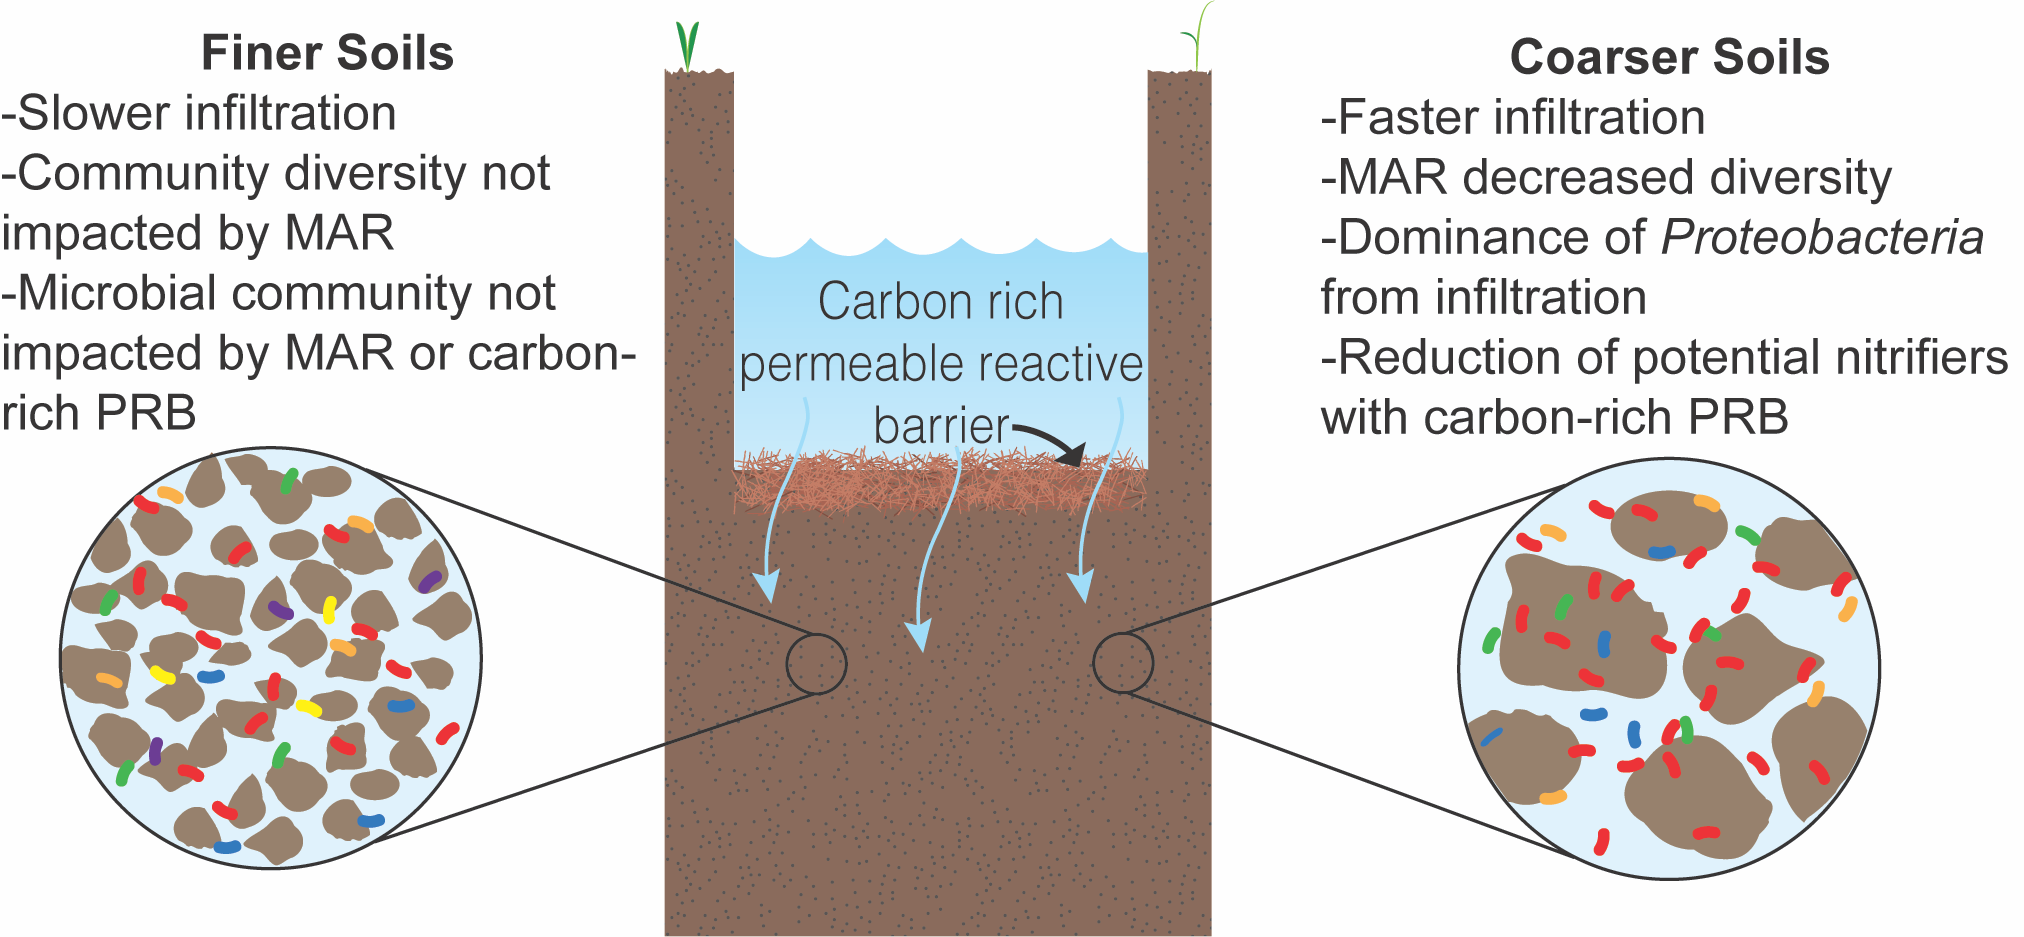 Finer Soils
-Slower infiltration
-Community diversity not
impacted by MAR
-Microbial community not
impacted by MAR or carbon-
rich PRB
Carbon rich
permeable reactive
barrier
Coarser Soils
-Faster infiltration
-MAR decreased diversity
-Dominance of Proteobacteria
from infiltration
-Reduction of potential nitrifiers
with carbon-rich PRB